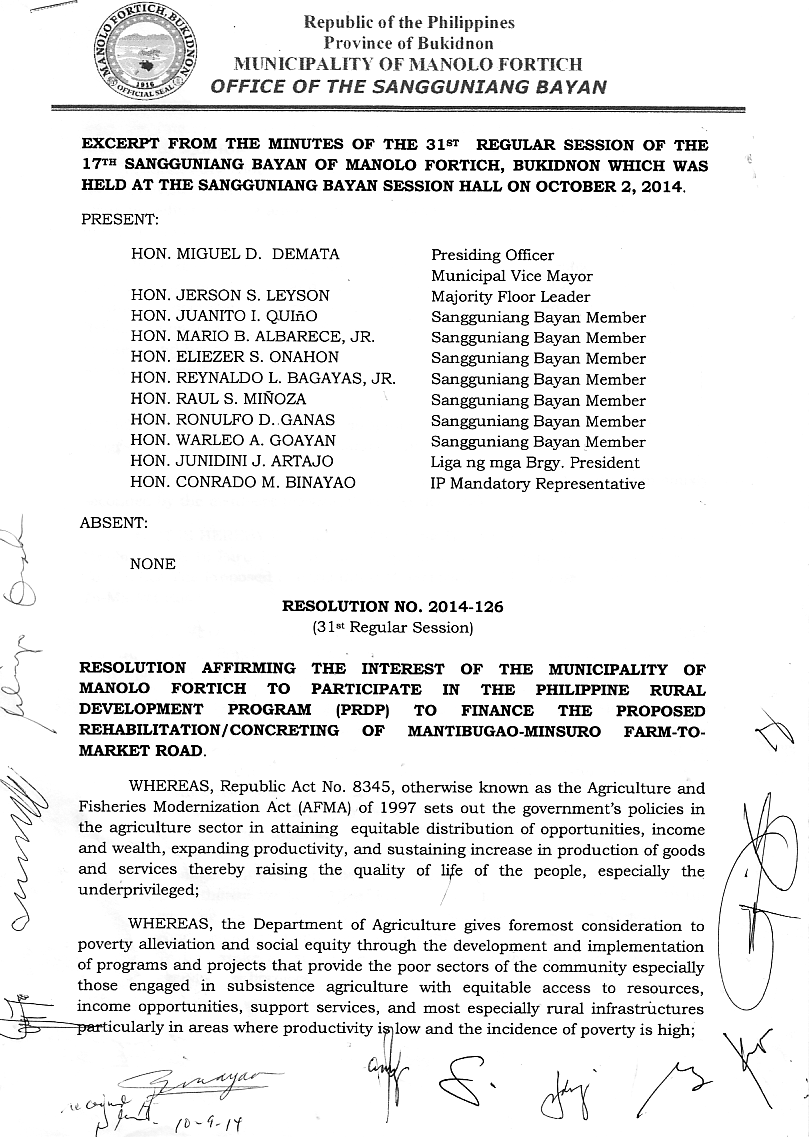 MANOLO FORTICH, BUKIDNON
1916
OFFICIAL SEAL
Republic of the Philippines
Province of Bukidnon
MUNICIPALITY OF MANOLO FORTICH
OFFICE OF THE SANGGUNIANG BAYAN
EXCERPT FROM THE MINUTES OF THE 31ST REGULAR SESSION OF THE
17TH SANGGUNIANG BAYAN OF MANOLO FORTICH, BUKIDNON WHICH WAS
HELD AT THE SANGGUNIANG BAYAN SESSION HALL ON OCTOBER 2, 2014.
PRESENT:
HON. MIGUEL D. DEMATA Presiding Officer
Municipal Vice Mayor
HON. JERSON S. LEYSON Majority Floor Leader
HON. JUANITO I. QUIñO Sangguniang Bayan Member
HON. MARIO B. ALBARECE, JR. Sangguniang Bayan Member
HON. ELIEZER S. ONAHON Sangguniang Bayan Member
HON. REYNALDO L. BAGAYAS, JR. Sangguniang Bayan Member
HON. RAUL S. MIÑOZA Sangguniang Bayan Member
HON. RONULFO D. GANAS Sangguniang Bayan Member
HON. WARLEO A. GOAYAN Sangguniang Bayan Member
HON. JUNIDINI J. ARTAJO Liga ng mga Brgy. President
HON. CONRADO M. BINAYAO IP Mandatory Representative
ABSENT:
NONE
RESOLUTION NO. 2014-126
(31st Regular Session)
RESOLUTION AFFIRMING THE INTEREST OF THE MUNICIPALITY OF
MANOLO FORTICH TO PARTICIPATE IN THE PHILIPPINE RURAL
DEVELOPMENT PROGRAM (PRDP) TO FINANCE THE PROPOSED
REHABILITATION/CONCRETING OF MANTIBUGAO-MINSURO FARM-TO-
MARKET ROAD.
WHEREAS, Republic Act No. 8345, otherwise known as the Agriculture and
Fisheries Modernization Act (AFMA) of 1997 sets out the government's policies in
the agriculture sector in attaining equitable distribution of opportunities, income
and wealth, expanding productivity, and sustaining increase in production of goods
and services thereby raising the quality of life of the people, especially the
underprivileged;
WHEREAS, the Department of Agriculture gives foremost consideration to
poverty alleviation and social equity through the development and implementation
of programs and projects that provide the poor sectors of the community especially
those engaged in subsistence agriculture with equitable access to resources,
income opportunities, support services, and most especially rural infrastructures
particularly in areas where productivity is low and the incidence of poverty is high;
Binayao
10-9-14